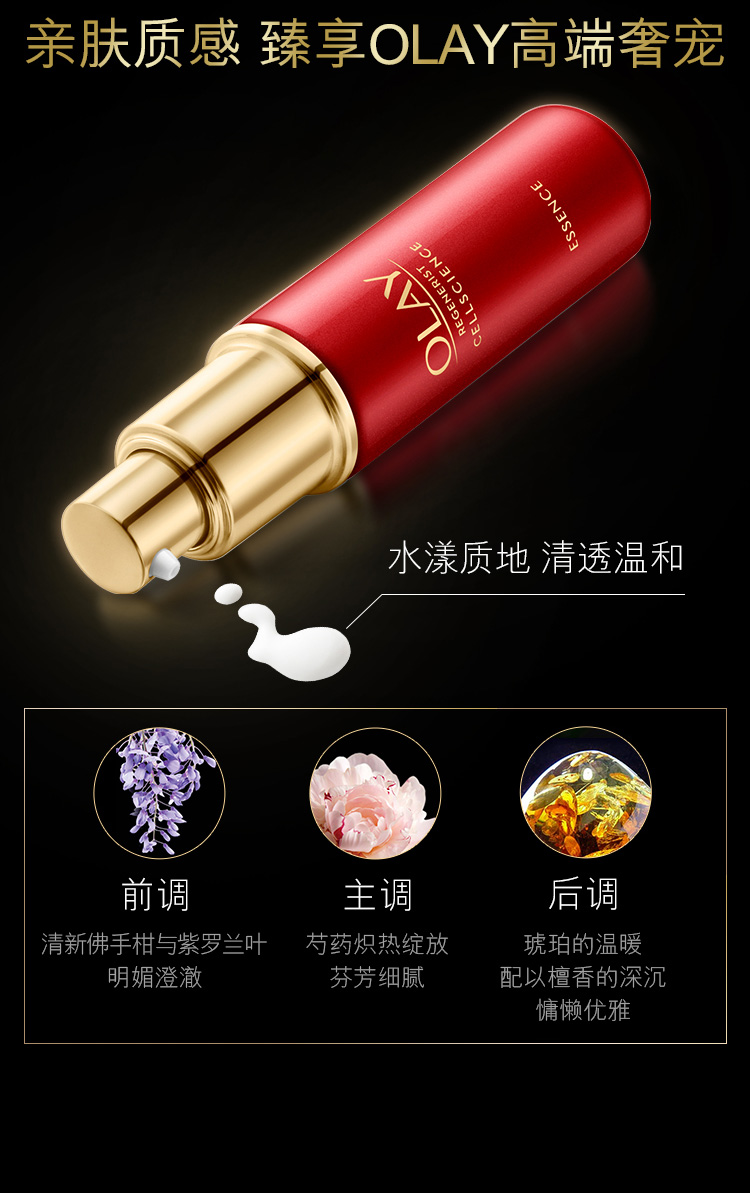 亲肤质感 臻享OLAY高端奢宠
ESSENCE
OLAY
REGENERIST
CELLSCIENCE
水漾质地 清透温和
前调
清新佛手柑与紫罗兰叶
明媚澄澈
主调
芍药炽热绽放
芬芳细腻
后调
琥珀的温暖
配以檀香的深沉
慵懒优雅